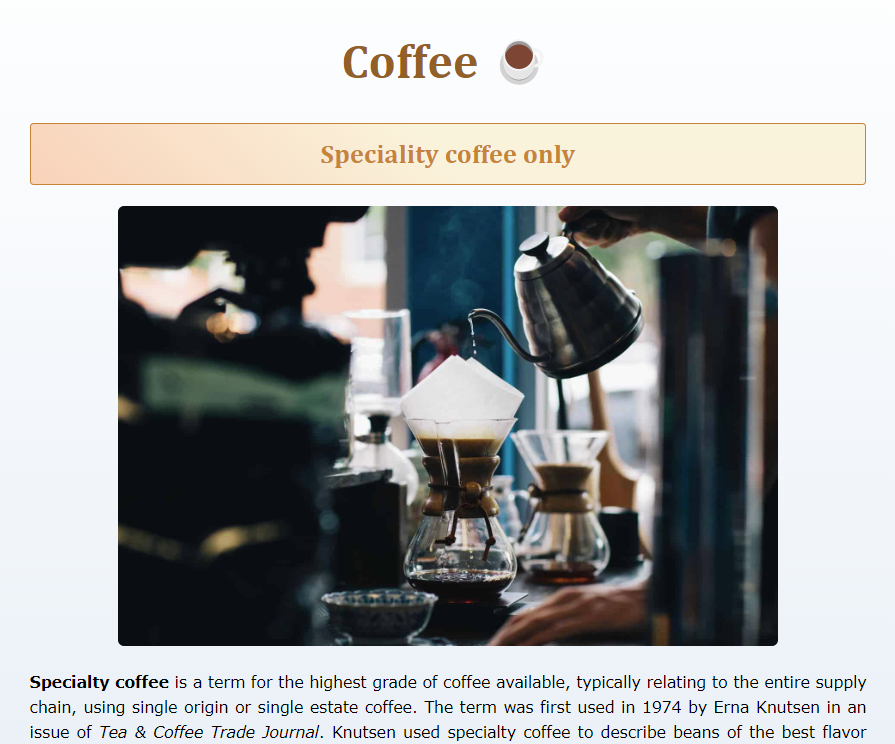 Coffee
Speciality coffee only
Specialty coffee is a term for the highest grade of coffee available, typically relating to the entire supply
chain, using single origin or single estate coffee. The term was first used in 1974 by Erna Knutsen in an
issue of Tea & Coffee Trade Journal. Knutsen used specialty coffee to describe beans of the best flavor